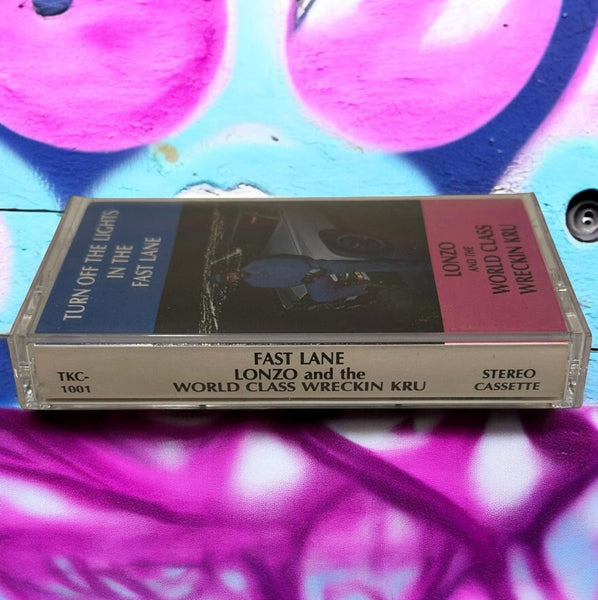 TURN OFF THE LIGHTS
IN THE
FAST LANE
LONZO
AND THE
WORLD CLASS
WRECKIN KRU
TKC-
1001
FAST LANE
LONZO and the
WORLD CLASS WRECKIN KRU
STEREO
CASSETTE